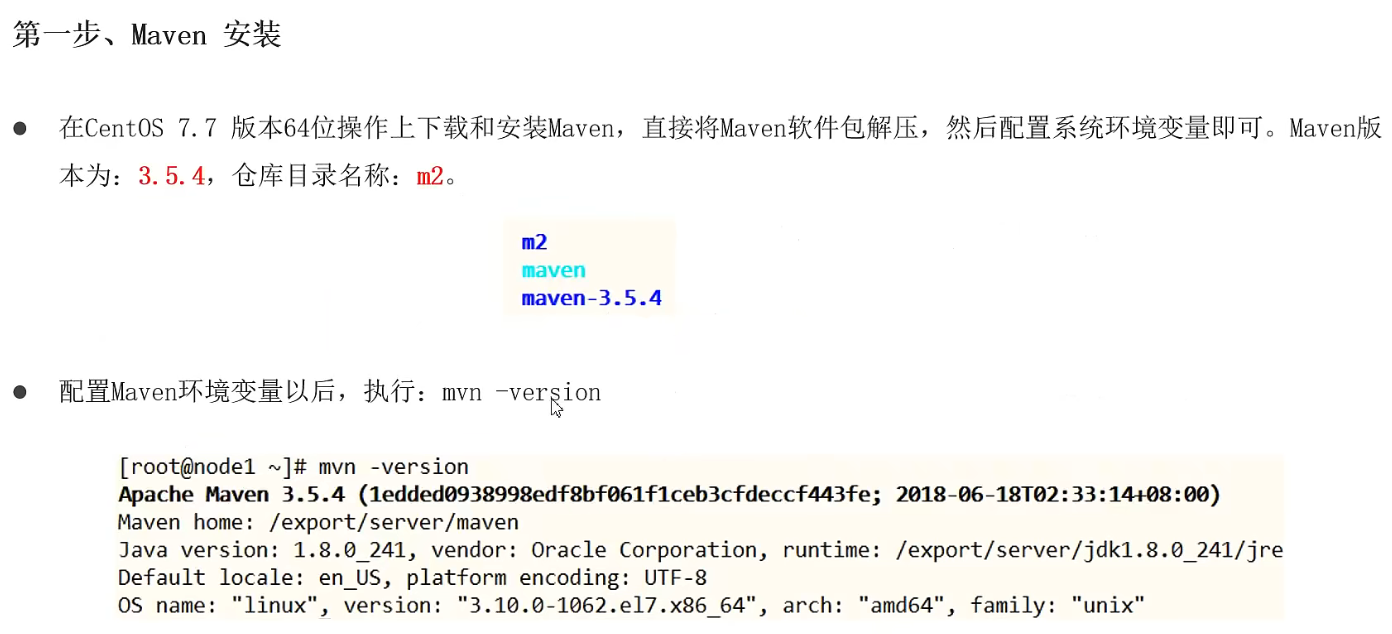 第一步、Maven 安装
● 在CentOS 7.7 版本64位操作上下载和安装Maven，直接将Maven软件包解压，然后配置系统环境变量即可。Maven版
本为：3.5.4，仓库目录名称：m2。
m2
maven
maven-3.5.4
● 配置Maven环境变量以后，执行：mvn -version
[root@node1 ~]# mvn -version
Apache Maven 3.5.4 (1edded0938998edf8bf061f1ceb3cfdeccf443fe; 2018-06-18T02:33:14+08:00)
Maven home: /export/server/maven
Java version: 1.8.0_241, vendor: Oracle Corporation, runtime: /export/server/jdk1.8.0_241/jre
Default locale: en_US, platform encoding: UTF-8
OS name: "linux", version: "3.10.0-1062.el7.x86_64", arch: "amd64", family: "unix"